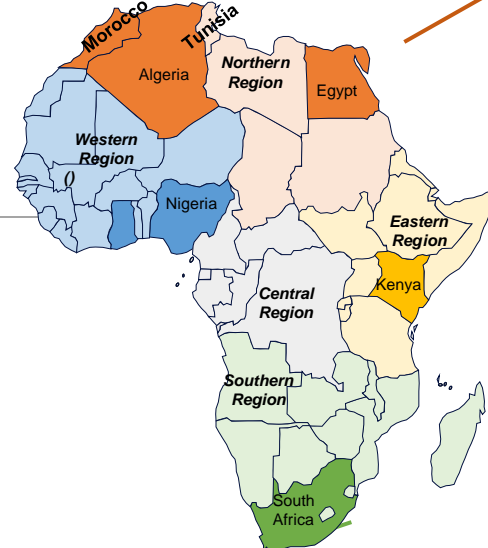 Morocco
Tunisia
Algeria
Northern
Region
Egypt
Western
Region
()
Nigeria
Eastern
Region
Kenya
Central
Region
Southern
Region
South
Africa